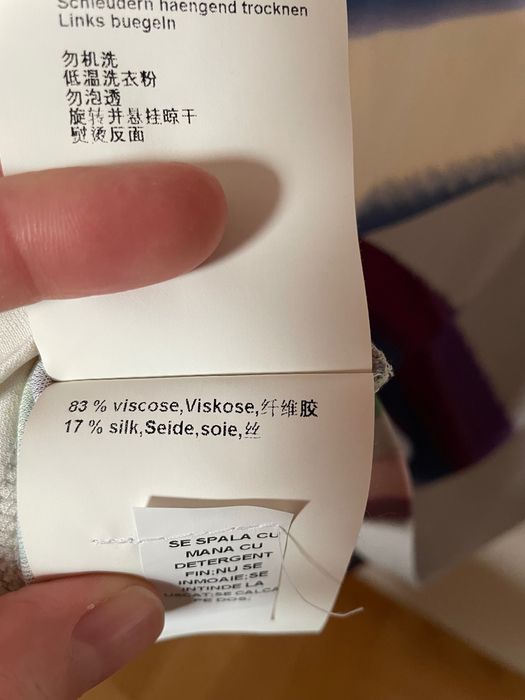 Schleudern haengend trocknen
Links buegeln
勿机洗
低温洗衣粉
勿泡透
旋转并悬挂晾干
熨烫反面
83 % viscose,Viskose,纤维胶
17 % silk,Seide,soie,丝
SE SPALA CU
MANA CU
DETERGENT
FIN;NU SE
INMOAIE;SE
INTINDE LA
USCAT;SE CALCA
PE DOS;